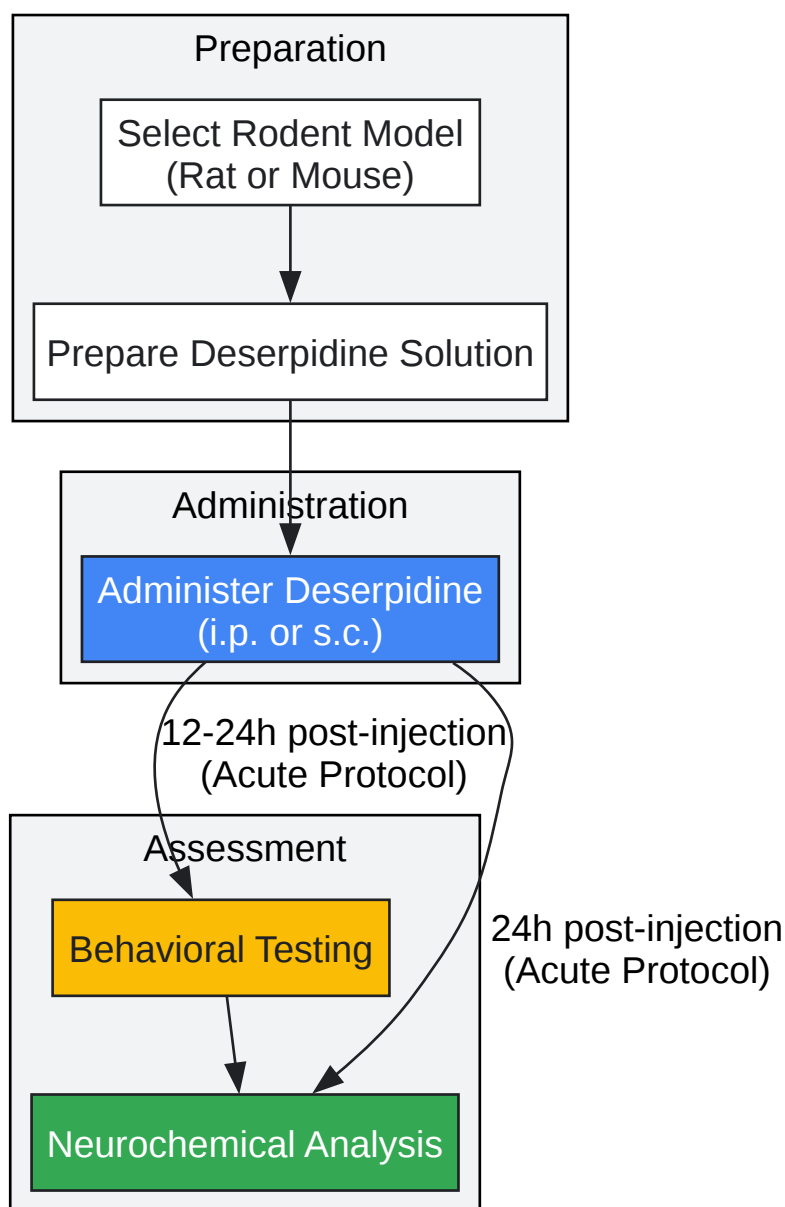 Preparation
Select Rodent Model
(Rat or Mouse)
Prepare Deserpidine Solution
Administration
Administer Deserpidine
(i.p. or s.c.)
12-24h post-injection
(Acute Protocol)
Assessment
Behavioral Testing
24h post-injection
(Acute Protocol)
Neurochemical Analysis